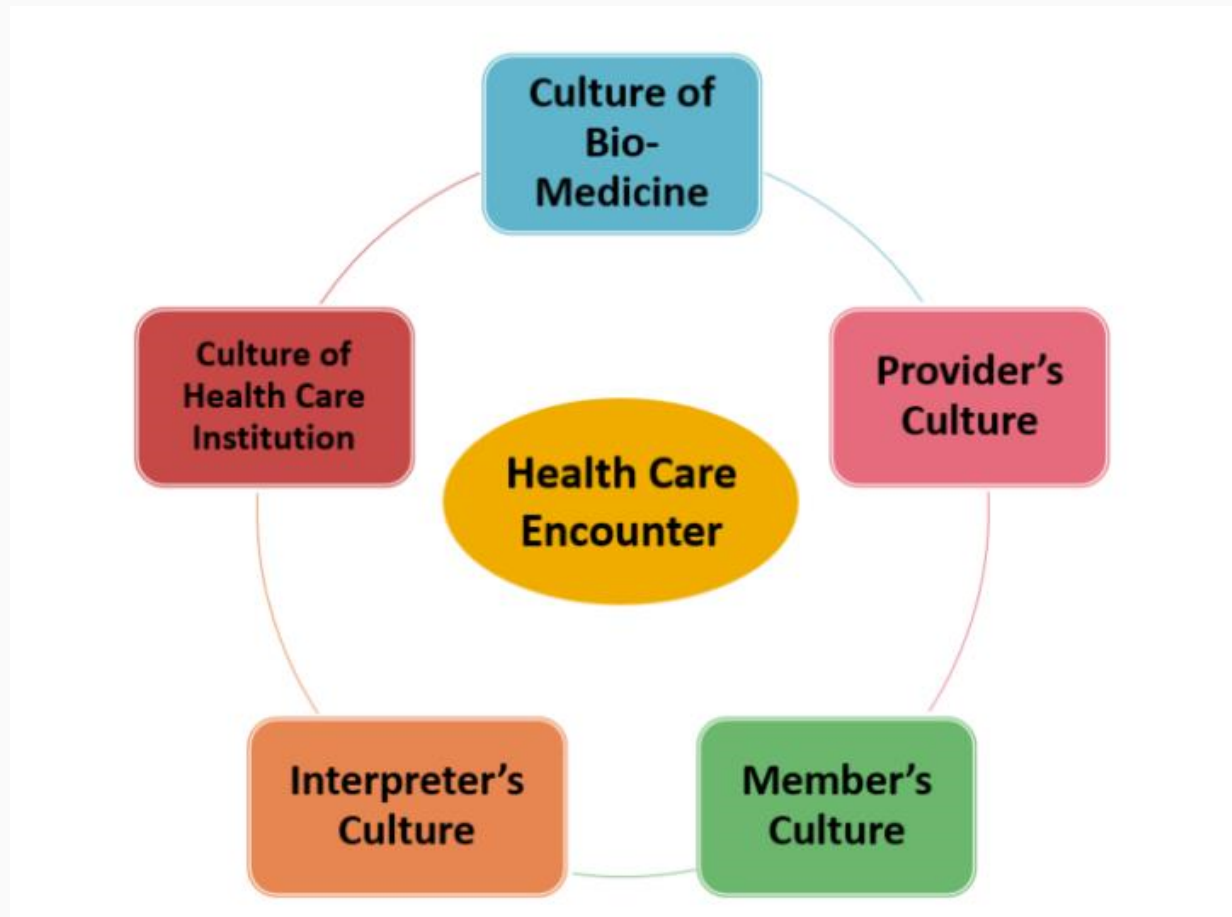 Culture of
Bio-
Medicine
Provider’s
Culture
Member’s
Culture
Interpreter’s
Culture
Culture of
Health Care
Institution
Health Care
Encounter